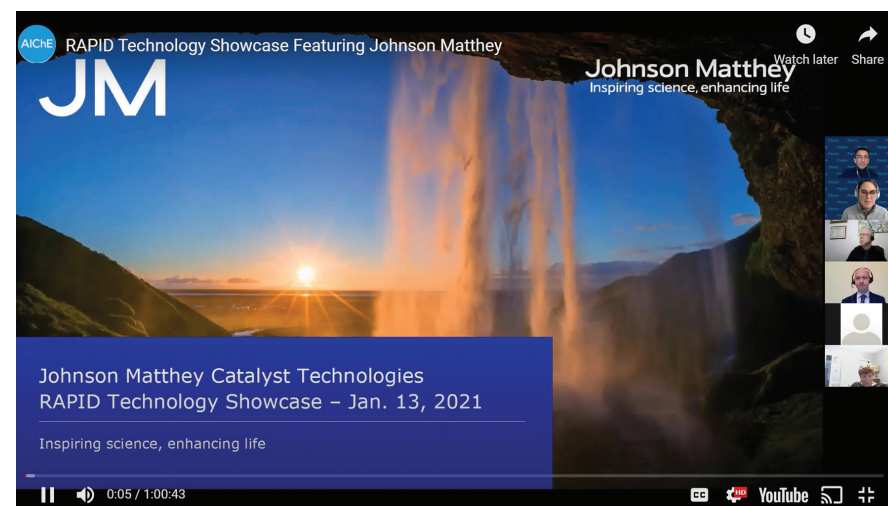 AIChE
RAPID Technology Showcase Featuring Johnson Matthey
Watch later
Share
JM
Johnson Matthey
Inspiring science, enhancing life
Johnson Matthey Catalyst Technologies
RAPID Technology Showcase – Jan. 13, 2021
Inspiring science, enhancing life
0:05 / 1:00:43
CC
HD
YouTube